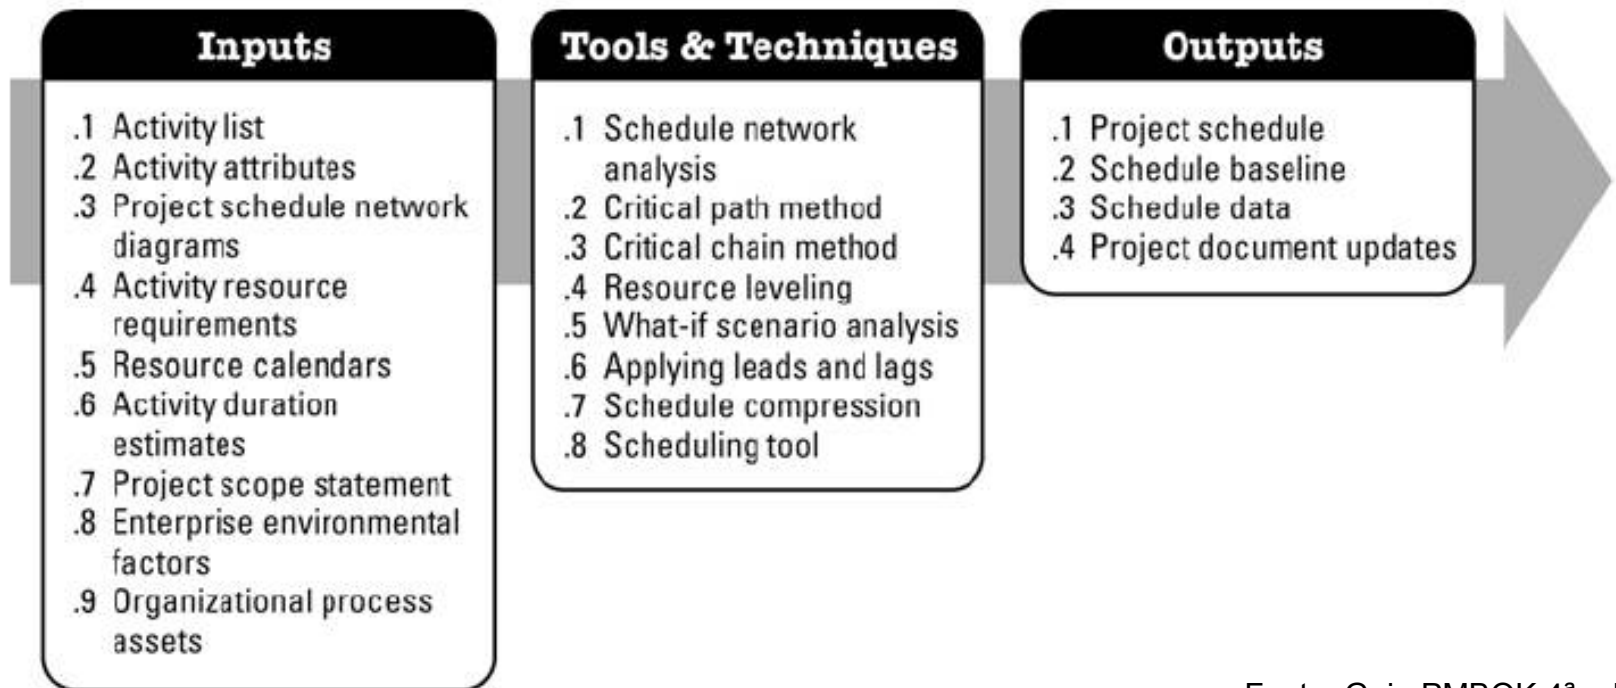 Inputs
.1 Activity list
.2 Activity attributes
.3 Project schedule network
diagrams
.4 Activity resource
requirements
.5 Resource calendars
.6 Activity duration
estimates
.7 Project scope statement
.8 Enterprise environmental
factors
.9 Organizational process
assets
Tools & Techniques
.1 Schedule network
analysis
.2 Critical path method
.3 Critical chain method
.4 Resource leveling
.5 What-if scenario analysis
.6 Applying leads and lags
.7 Schedule compression
.8 Scheduling tool
Outputs
.1 Project schedule
.2 Schedule baseline
.3 Schedule data
.4 Project document updates
PMBOK 4ª